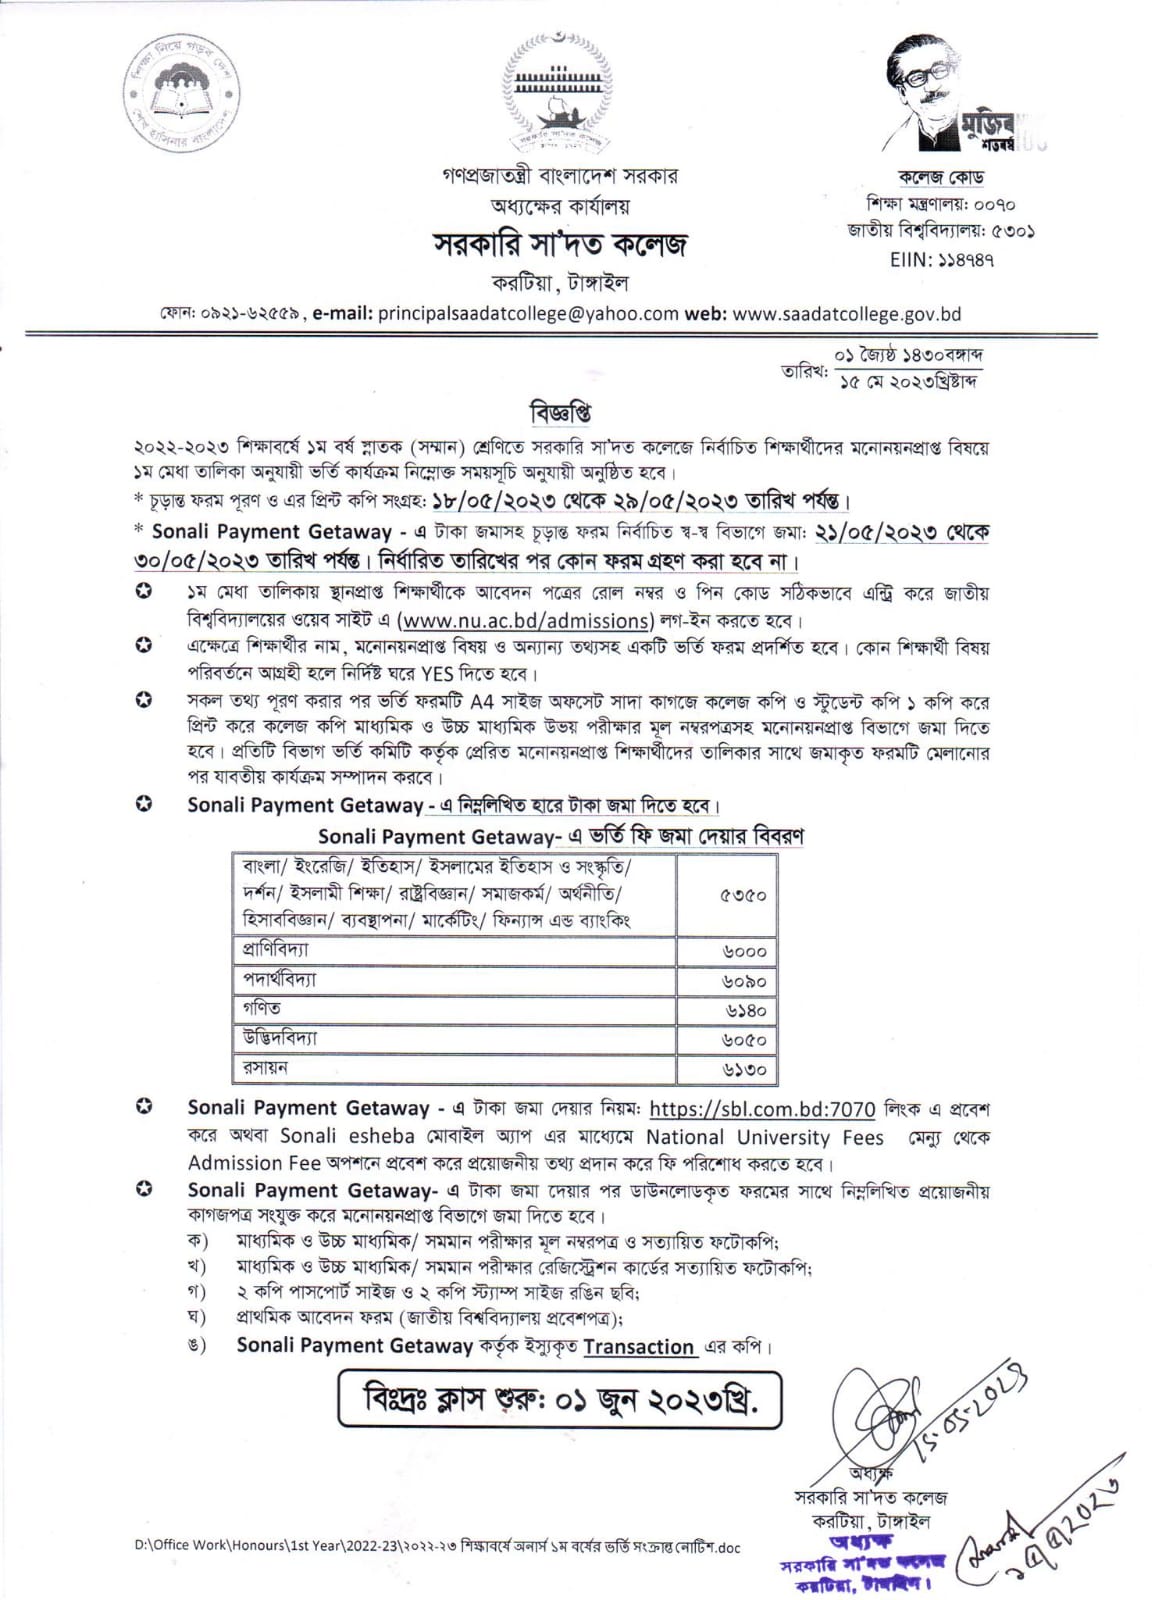 শিক্ষা নিয়ে গড়ব দেশ
শেখ হাসিনার বাংলাদেশ
সরকারি সা'দত কলেজ
মুজিব
শতবর্ষ
100
গণপ্রজাতন্ত্রী বাংলাদেশ সরকার
অধ্যক্ষের কার্যালয়
সরকারি সা'দত কলেজ
করটিয়া, টাঙ্গাইল
কলেজ কোড
শিক্ষা মন্ত্রণালয়: ০০৭০
জাতীয় বিশ্ববিদ্যালয়: ৫৩০১
EIIN: ১১৪৭৪৭
ফোন: ০৯২১-৬২৫৫৯, e-mail: principalsaadatcollege@yahoo.com web: www.saadatcollege.gov.bd
০১ জ্যৈষ্ঠ ১৪৩০বঙ্গাব্দ
তারিখ:
১৫ মে ২০২৩খ্রিষ্টাব্দ
বিজ্ঞপ্তি
২০২২-২০২৩ শিক্ষাবর্ষে ১ম বর্ষ স্নাতক (সম্মান) শ্রেণিতে সরকারি সা'দত কলেজে নির্বাচিত শিক্ষার্থীদের মনোনয়নপ্রাপ্ত বিষয়ে
১ম মেধা তালিকা অনুযায়ী ভর্তি কার্যক্রম নিম্নোক্ত সময়সূচি অনুযায়ী অনুষ্ঠিত হবে।
* চূড়ান্ত ফরম পূরণ ও এর প্রিন্ট কপি সংগ্রহ: ১৮/০৫/২০২৩ থেকে ২৯/০৫/২০২৩ তারিখ পর্যন্ত।
* Sonali Payment Getaway - এ টাকা জমাসহ চূড়ান্ত ফরম নির্বাচিত স্ব-স্ব বিভাগে জমা: ২১/০৫/২০২৩ থেকে
৩০/০৫/২০২৩ তারিখ পর্যন্ত। নির্ধারিত তারিখের পর কোন ফরম গ্রহণ করা হবে না।
✪ ১ম মেধা তালিকায় স্থানপ্রাপ্ত শিক্ষার্থীকে আবেদন পত্রের রোল নম্বর ও পিন কোড সঠিকভাবে এন্ট্রি করে জাতীয়
বিশ্ববিদ্যালয়ের ওয়েব সাইট এ (www.nu.ac.bd/admissions) লগ-ইন করতে হবে।
✪ এক্ষেত্রে শিক্ষার্থীর নাম, মনোনয়নপ্রাপ্ত বিষয় ও অন্যান্য তথ্যসহ একটি ভর্তি ফরম প্রদর্শিত হবে। কোন শিক্ষার্থী বিষয়
পরিবর্তনে আগ্রহী হলে নির্দিষ্ট ঘরে YES দিতে হবে।
✪ সকল তথ্য পূরণ করার পর ভর্তি ফরমটি A4 সাইজ অফসেট সাদা কাগজে কলেজ কপি ও স্টুডেন্ট কপি ১ কপি করে
প্রিন্ট করে কলেজ কপি মাধ্যমিক ও উচ্চ মাধ্যমিক উভয় পরীক্ষার মূল নম্বরপত্রসহ মনোনয়নপ্রাপ্ত বিভাগে জমা দিতে
হবে। প্রতিটি বিভাগ ভর্তি কমিটি কর্তৃক প্রেরিত মনোনয়নপ্রাপ্ত শিক্ষার্থীদের তালিকার সাথে জমাকৃত ফরমটি মেলানোর
পর যাবতীয় কার্যক্রম সম্পাদন করবে।
✪ Sonali Payment Getaway - এ নিম্নলিখিত হারে টাকা জমা দিতে হবে।
Sonali Payment Getaway- এ ভর্তি ফি জমা দেয়ার বিবরণ
বাংলা/ ইংরেজি/ ইতিহাস/ ইসলামের ইতিহাস ও সংস্কৃতি/
দর্শন/ ইসলামী শিক্ষা/ রাষ্ট্রবিজ্ঞান/ সমাজকর্ম/ অর্থনীতি/ ৫৩৫০
হিসাববিজ্ঞান/ ব্যবস্থাপনা/ মার্কেটিং/ ফিন্যান্স এন্ড ব্যাংকিং
প্রাণিবিদ্যা ৬০০০
পদার্থবিদ্যা ৬০৯০
গণিত ৬১৪০
উদ্ভিদবিদ্যা ৬০৫০
রসায়ন ৬১৩০
✪ Sonali Payment Getaway - এ টাকা জমা দেয়ার নিয়ম: https://sbl.com.bd:7070 লিংক এ প্রবেশ
করে অথবা Sonali esheba মোবাইল অ্যাপ এর মাধ্যমে National University Fees মেন্যু থেকে
Admission Fee অপশনে প্রবেশ করে প্রয়োজনীয় তথ্য প্রদান করে ফি পরিশোধ করতে হবে।
✪ Sonali Payment Getaway- এ টাকা জমা দেয়ার পর ডাউনলোডকৃত ফরমের সাথে নিম্নলিখিত প্রয়োজনীয়
কাগজপত্র সংযুক্ত করে মনোনয়নপ্রাপ্ত বিভাগে জমা দিতে হবে।
ক) মাধ্যমিক ও উচ্চ মাধ্যমিক/ সমমান পরীক্ষার মূল নম্বরপত্র ও সত্যায়িত ফটোকপি;
খ) মাধ্যমিক ও উচ্চ মাধ্যমিক/ সমমান পরীক্ষার রেজিস্ট্রেশন কার্ডের সত্যায়িত ফটোকপি;
গ) ২ কপি পাসপোর্ট সাইজ ও ২ কপি স্ট্যাম্প সাইজ রঙিন ছবি;
ঘ) প্রাথমিক আবেদন ফরম (জাতীয় বিশ্ববিদ্যালয় প্রবেশপত্র);
ঙ) Sonali Payment Getaway কর্তৃক ইস্যুকৃত Transaction এর কপি।
বিঃদ্রঃ ক্লাস শুরু: ০১ জুন ২০২৩খ্রি.
15-05-2023
অধ্যক্ষ
সরকারি সা'দত কলেজ
করটিয়া, টাঙ্গাইল
অধ্যক্ষ
সরকারি সা'দত কলেজ
করটিয়া, টাঙ্গাইল।
১৫/৫/২০২৩
D:\Office Work\Honours\1st Year\2022-23\২০২২-২৩ শিক্ষাবর্ষে অনার্স ১ম বর্ষের ভর্তি সংক্রান্ত নোটিশ.doc